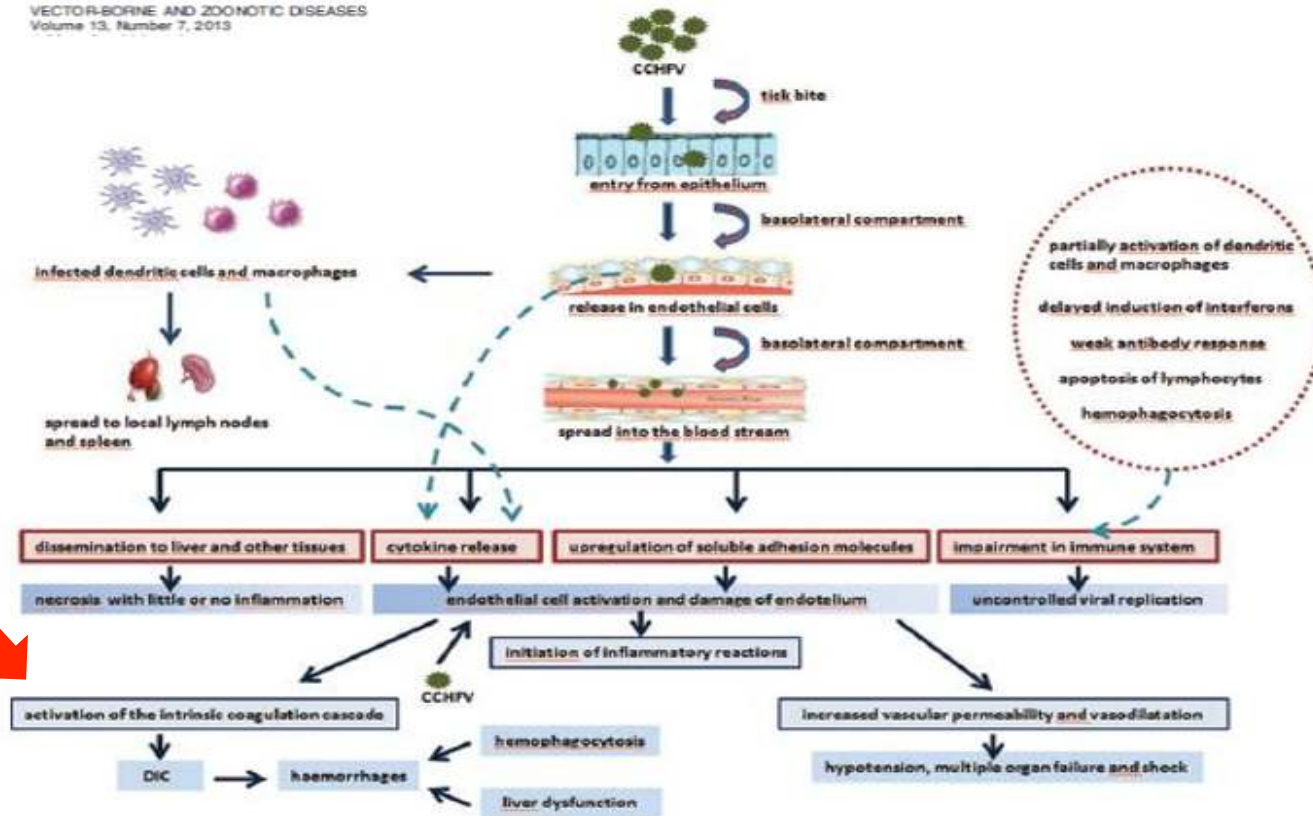 VECTOR-BORNE AND ZOONOTIC DISEASES
Volume 13, Number 7, 2013
CCHFV
tick bite
entry from epithelium
basolateral compartment
infected dendritic cells and macrophages
release in endothelial cells
basolateral compartment
spread to local lymph nodes
and spleen
spread into the blood stream
partially activation of dendritic
cells and macrophages
delayed induction of interferons
weak antibody response
apoptosis of lymphocytes
hemophagocytosis
dissemination to liver and other tissues
cytokine release
upregulation of soluble adhesion molecules
impairment in immune system
necrosis with little or no inflammation
endothelial cell activation and damage of endotelium
uncontrolled viral replication
initiation of inflammatory reactions
CCHFV
activation of the intrinsic coagulation cascade
increased vascular permeability and vasodilatation
DIC
haemorrhages
hemophagocytosis
liver dysfunction
hypotension, multiple organ failure and shock